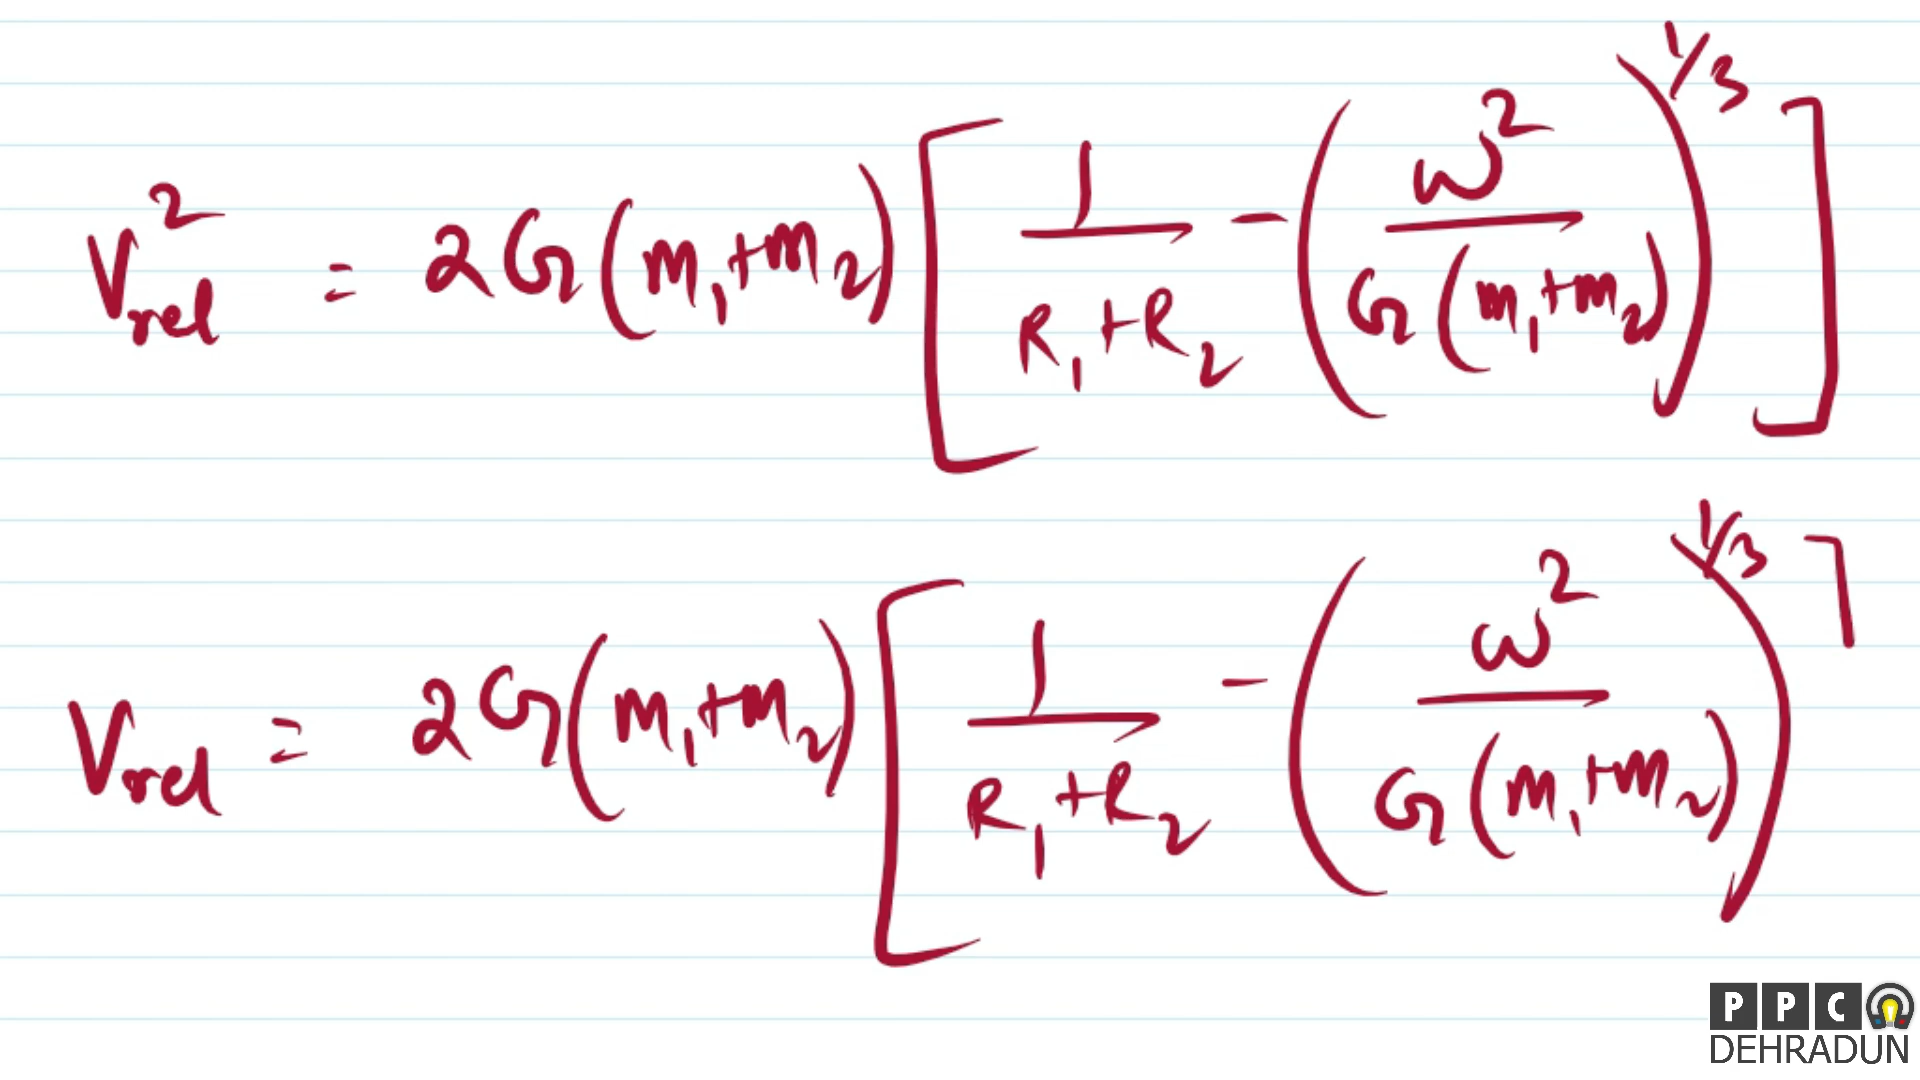 V²_rel = 2G(m₁+m₂) [ 1/(R₁+R₂) - ( ω²/(G(m₁+m₂)) )^1/3 ]
V_rel = 2G(m₁+m₂) [ 1/(R₁+R₂) - ( ω²/(G(m₁+m₂)) )^1/3 ]
PPC
DEHRADUN